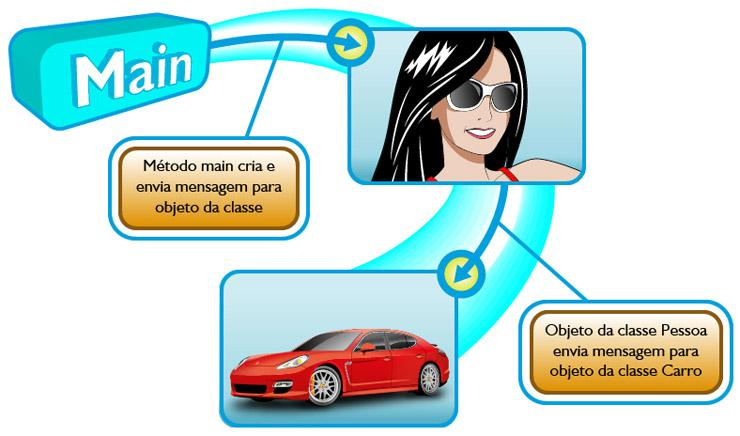 Main
Método main cria e
envia mensagem para
objeto da classe
Objeto da classe Pessoa
envia mensagem para
objeto da classe Carro